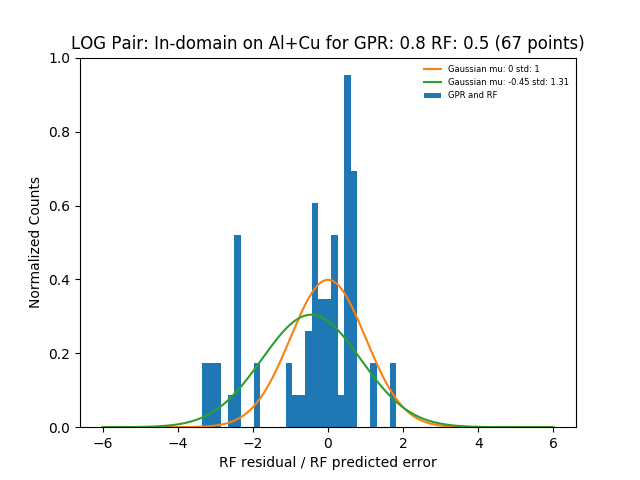 LOG Pair: In-domain on Al+Cu for GPR: 0.8 RF: 0.5 (67 points)
Gaussian mu: 0 std: 1
Gaussian mu: -0.45 std: 1.31
GPR and RF
Normalized Counts
1.0
0.8
0.6
0.4
0.2
0.0
−6 −4 −2 0 2 4 6
RF residual / RF predicted error